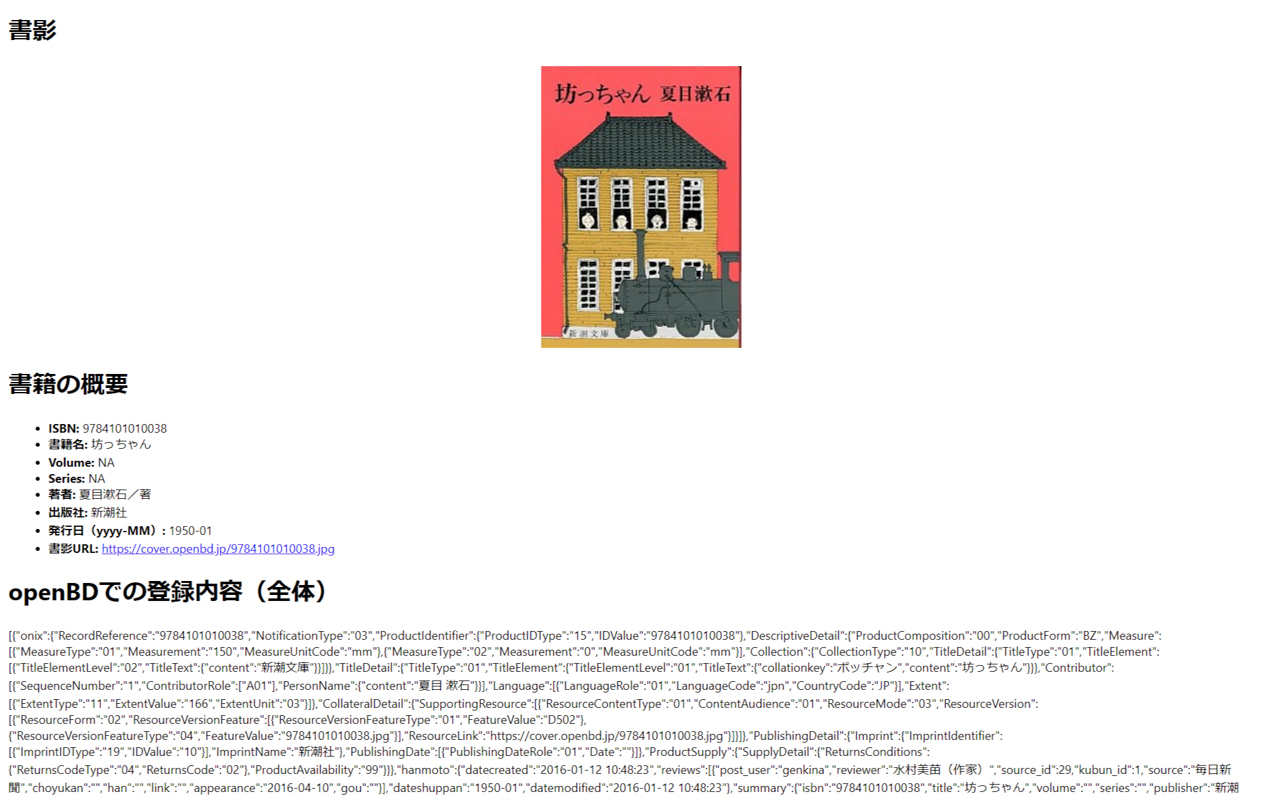 書影
坊っちゃん 夏目漱石
新潮文庫
書籍の概要
• ISBN: 9784101010038
• 書籍名: 坊っちゃん
• Volume: NA
• Series: NA
• 著者: 夏目漱石／著
• 出版社: 新潮社
• 発行日（yyyy-MM）: 1950-01
• 書影URL: https://cover.openbd.jp/9784101010038.jpg
openBDでの登録内容（全体）
[{"onix":{"RecordReference":"9784101010038","NotificationType":"03","ProductIdentifier":{"ProductIDType":"15","IDValue":"9784101010038"},"DescriptiveDetail":{"ProductComposition":"00","ProductForm":"BZ","Measure":
[{"MeasureType":"01","Measurement":"150","MeasureUnitCode":"mm"},{"MeasureType":"02","Measurement":"0","MeasureUnitCode":"mm"}],"Collection":{"CollectionType":"10","TitleDetail":{"TitleType":"01","TitleElement":
[{"TitleElementLevel":"02","TitleText":{"content":"新潮文庫"}}]}},"TitleDetail":{"TitleType":"01","TitleElement":{"TitleElementLevel":"01","TitleText":{"collationkey":"ボッチャン","content":"坊っちゃん"}}},"Contributor":
[{"SequenceNumber":"1","ContributorRole":["A01"],"PersonName":{"content":"夏目 漱石"}}],"Language":[{"LanguageRole":"01","LanguageCode":"jpn","CountryCode":"JP"}],"Extent":
[{"ExtentType":"11","ExtentValue":"166","ExtentUnit":"03"}]},"CollateralDetail":{"SupportingResource":[{"ResourceContentType":"01","ContentAudience":"01","ResourceMode":"03","ResourceVersion":
[{"ResourceForm":"02","ResourceVersionFeature":[{"ResourceVersionFeatureType":"01","FeatureValue":"D502"},
{"ResourceVersionFeatureType":"04","FeatureValue":"9784101010038.jpg"}],"ResourceLink":"https://cover.openbd.jp/9784101010038.jpg"}]}]},"PublishingDetail":{"Imprint":{"ImprintIdentifier":
[{"ImprintIDType":"19","IDValue":"10"}],"ImprintName":"新潮社"},"PublishingDate":[{"PublishingDateRole":"01","Date":""}]},"ProductSupply":{"SupplyDetail":{"ReturnsConditions":
{"ReturnsCodeType":"04","ReturnsCode":"02"},"ProductAvailability":"99"}}},"hanmoto":{"datecreated":"2016-01-12 10:48:23","reviews":[{"post_user":"genkina","reviewer":"水村美苗（作家）","source_id":29,"kubun_id":1,"source":"毎日新
聞","choyukan":"","han":"","link":"","appearance":"2016-04-10","gou":""}],"dateshuppan":"1950-01","datemodified":"2016-01-12 10:48:23"},"summary":{"isbn":"9784101010038","title":"坊っちゃん","volume":"","series":"","publisher":"新潮